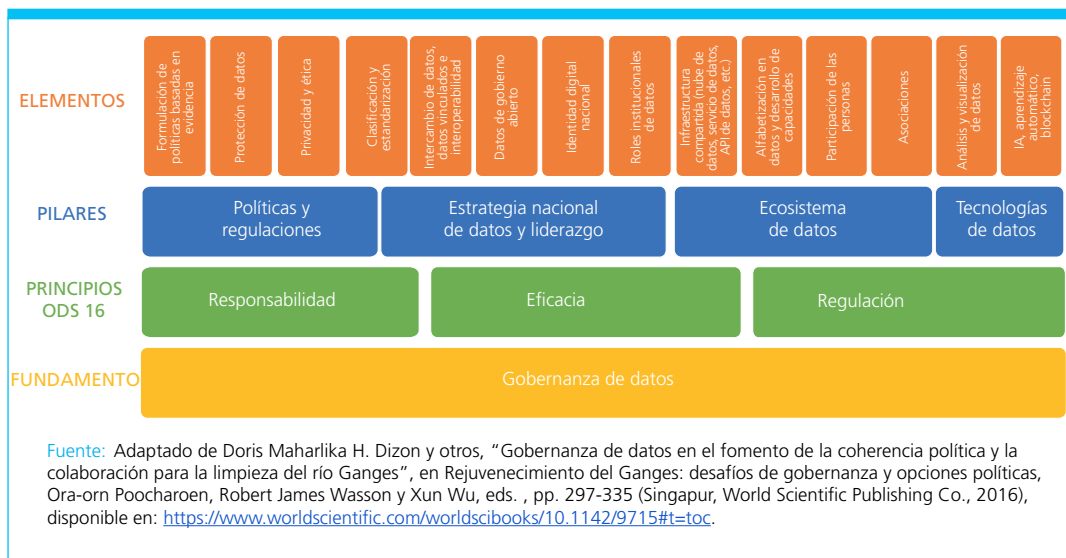 ELEMENTOS
Formulación de
políticas basadas en
evidencia
Protección de datos
Privacidad y ética
Clasificación y
estandarización
Intercambio de datos,
datos vinculados e
interoperabilidad
Datos de gobierno
abierto
Identidad digital
nacional
Roles institucionales
de datos
Infraestructura
compartida (nube de
datos, servicio de datos,
API de datos, etc.)
Alfabetización en
datos y desarrollo de
capacidades
Participación de las
personas
Asociaciones
Análisis y visualización
de datos
IA, aprendizaje
automático,
blockchain
PILARES
Políticas y
regulaciones
Estrategia nacional
de datos y liderazgo
Ecosistema
de datos
Tecnologías
de datos
PRINCIPIOS
ODS 16
Responsabilidad
Eficacia
Regulación
FUNDAMENTO
Gobernanza de datos
Fuente: Adaptado de Doris Maharlika H. Dizon y otros, “Gobernanza de datos en el fomento de la coherencia política y la
colaboración para la limpieza del río Ganges”, en Rejuvenecimiento del Ganges: desafíos de gobernanza y opciones políticas,
Ora-orn Poocharoen, Robert James Wasson y Xun Wu, eds. , pp. 297-335 (Singapur, World Scientific Publishing Co., 2016),
disponible en: https://www.worldscientific.com/worldscibooks/10.1142/9715#t=toc.